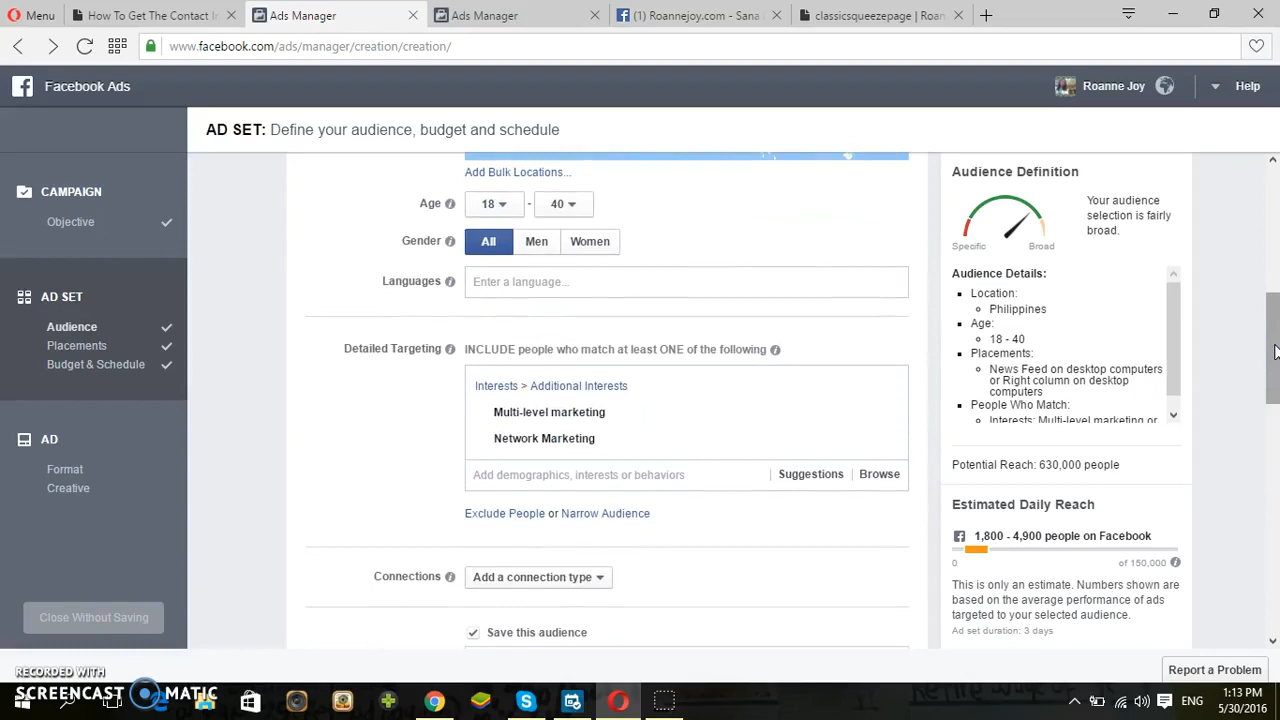 Menu
How To Get The Contact In
Ads Manager
Ads Manager
(1) Roannejoy.com - Sana
classicsqueezepage | Roan
www.facebook.com/ads/manager/creation/creation/
Facebook Ads
Roanne Joy
Help
AD SET: Define your audience, budget and schedule
CAMPAIGN
Objective
AD SET
Audience
Placements
Budget & Schedule
AD
Format
Creative
Close Without Saving
Add Bulk Locations...
Age
18
-
40
Gender
All
Men
Women
Languages
Enter a language...
Detailed Targeting
INCLUDE people who match at least ONE of the following
Interests > Additional Interests
Multi-level marketing
Network Marketing
Add demographics, interests or behaviors
Suggestions
Browse
Exclude People or Narrow Audience
Connections
Add a connection type
Save this audience
Audience Definition
Your audience
selection is fairly
broad.
Specific
Broad
Audience Details:
Location:
Philippines
Age:
18 - 40
Placements:
News Feed on desktop computers
or Right column on desktop
computers
People Who Match:
Interests: Multi-level marketing or
Potential Reach: 630,000 people
Estimated Daily Reach
1,800 - 4,900 people on Facebook
0
of 150,000
This is only an estimate. Numbers shown are
based on the average performance of ads
targeted to your selected audience.
Ad set duration: 3 days
Report a Problem
RECORDED WITH
SCREENCAST MATIC
ENG
1:13 PM
5/30/2016